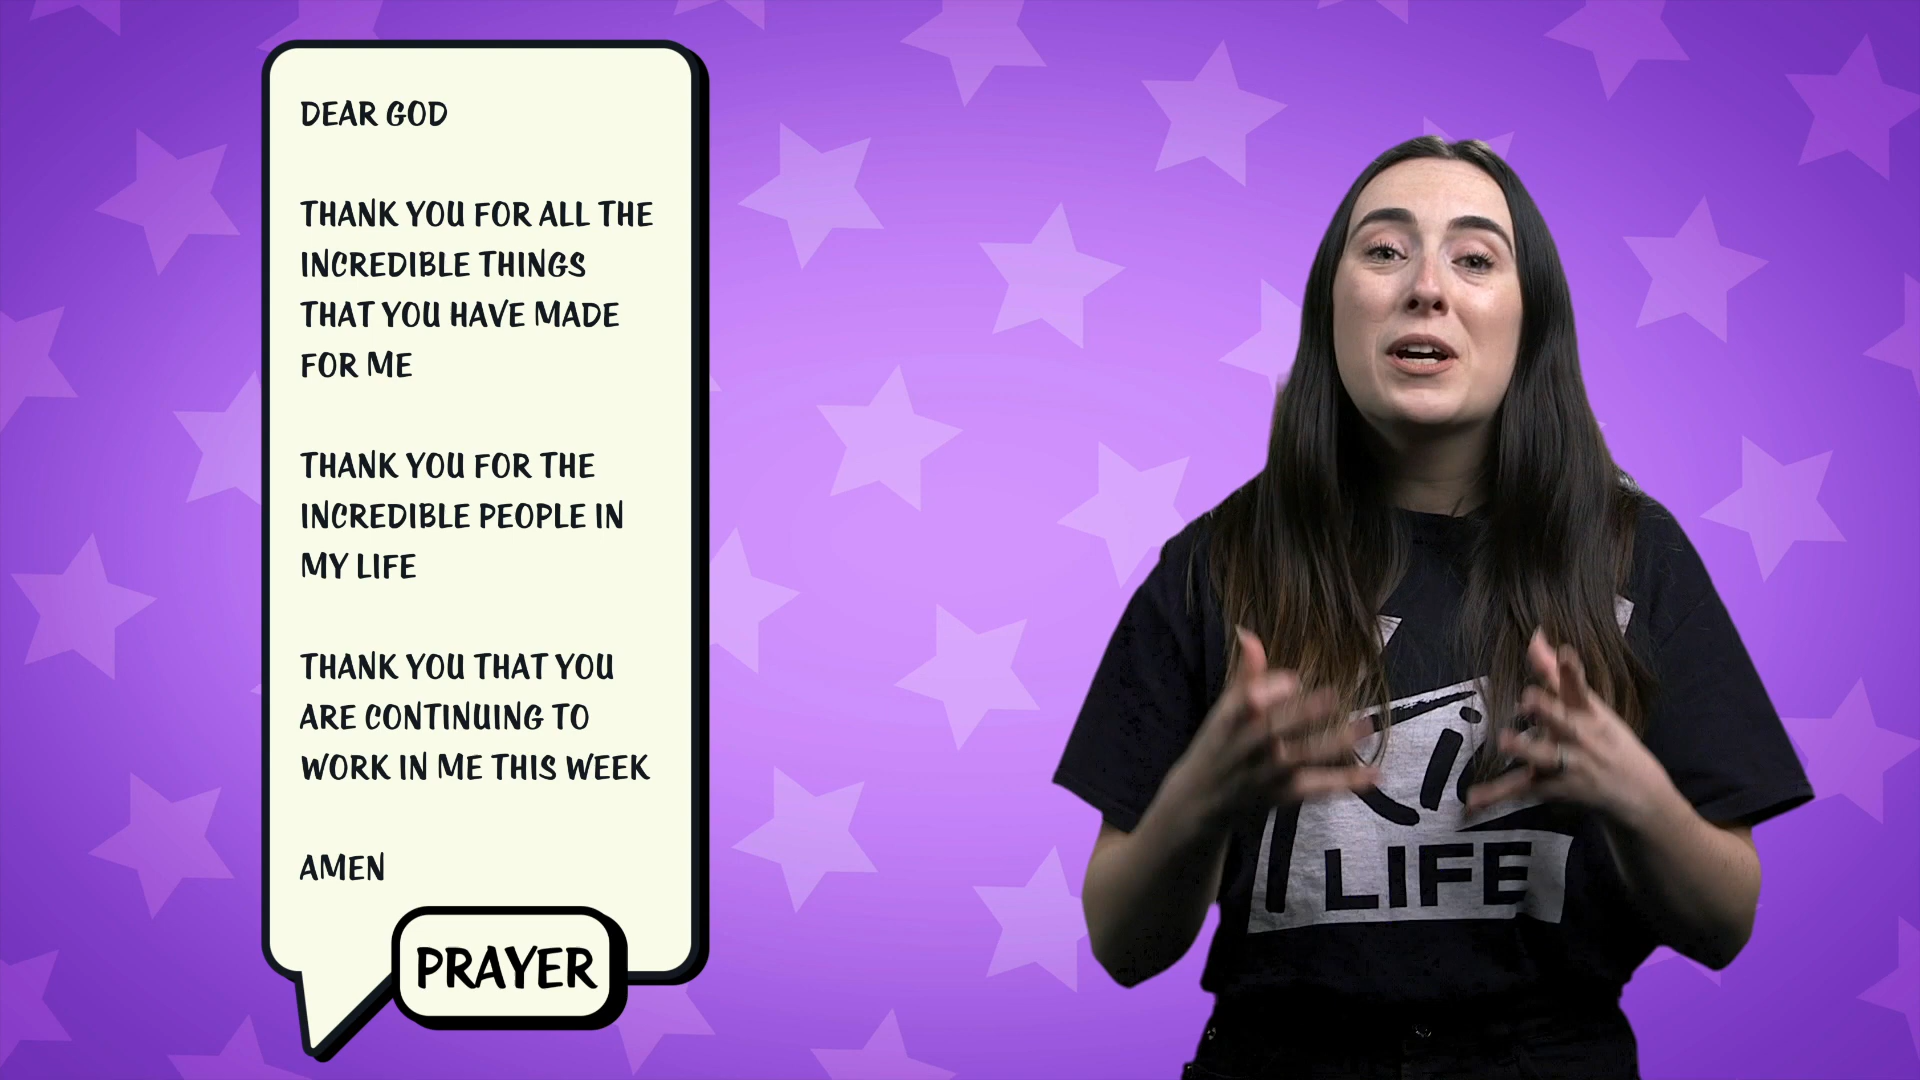 DEAR GOD
THANK YOU FOR ALL THE
INCREDIBLE THINGS
THAT YOU HAVE MADE
FOR ME
THANK YOU FOR THE
INCREDIBLE PEOPLE IN
MY LIFE
THANK YOU THAT YOU
ARE CONTINUING TO
WORK IN ME THIS WEEK
AMEN
PRAYER
LIFE